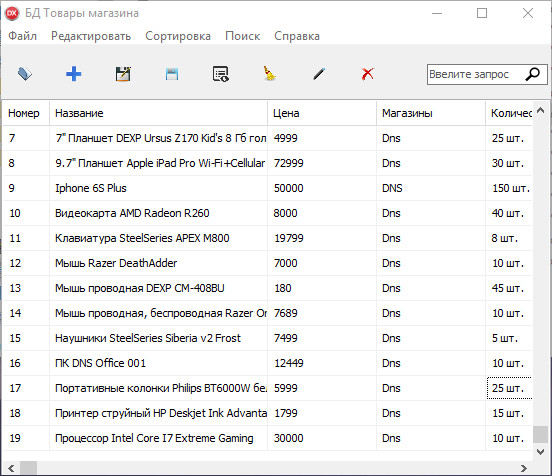 DX БД Товары магазина
Файл Редактировать Сортировка Поиск Справка
Ввелите запрос
Номер Название Цена Магазины Количес
7 7" Планшет DEXP Ursus Z170 Kid's 8 Гб гол 4999 Dns 25 шт.
8 9.7" Планшет Apple iPad Pro Wi-Fi+Cellular 72999 Dns 30 шт.
9 Iphone 6S Plus 50000 DNS 150 шт.
10 Видеокарта AMD Radeon R260 8000 Dns 40 шт.
11 Клавиатура SteelSeries APEX M800 19799 Dns 8 шт.
12 Мышь Razer DeathAdder 7000 Dns 10 шт.
13 Мышь проводная DEXP CM-408BU 180 Dns 45 шт.
14 Мышь проводная, беспроводная Razer Or 7689 Dns 10 шт.
15 Наушники SteelSeries Siberia v2 Frost 7499 Dns 5 шт.
16 ПК DNS Office 001 12449 Dns 10 шт.
17 Портативные колонки Philips BT6000W бел 5999 Dns 25 шт.
18 Принтер струйный HP Deskjet Ink Advanta 1799 Dns 15 шт.
19 Процессор Intel Core I7 Extreme Gaming 30000 Dns 10 шт.